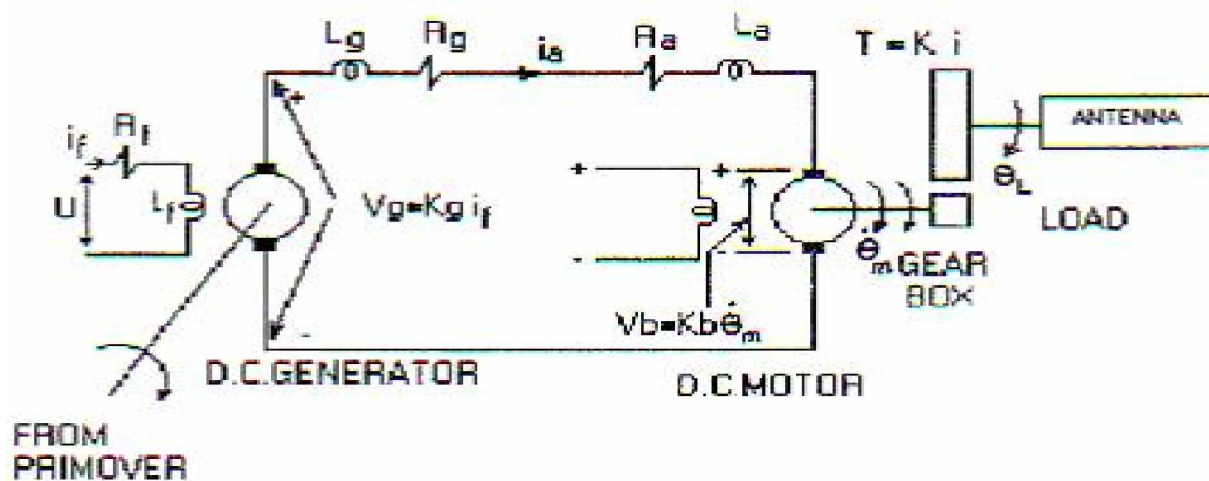 Lg Rg ia Ra La
T = K i
if Rf
ANTENNA
U Lf Vg=Kg if
θL
LOAD
θ̇m GEAR
BOX
Vb=Kbθ̇m
D.C.GENERATOR
D.C.MOTOR
FROM
PRIMOVER